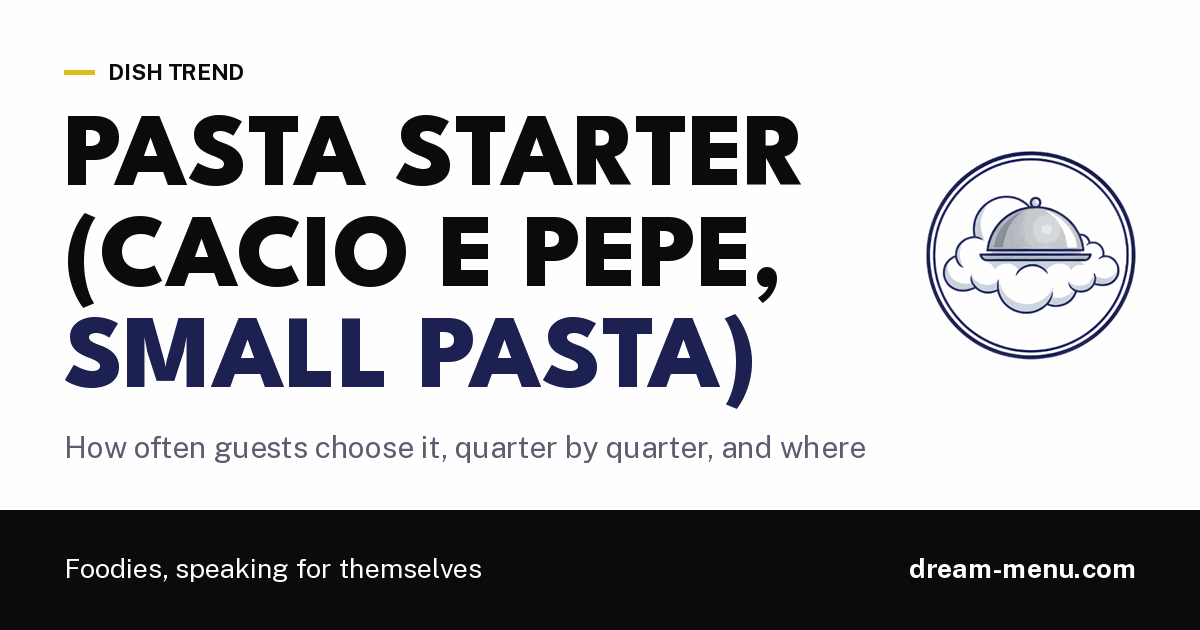 DISH TREND
PASTA STARTER
(CACIO E PEPE,
SMALL PASTA)
How often guests choose it, quarter by quarter, and where
Foodies, speaking for themselves
dream-menu.com